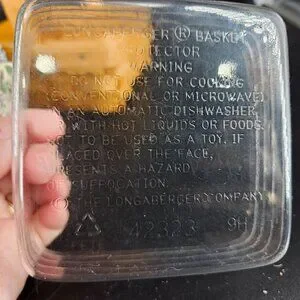 LONGABERGER ® BASKET
PROTECTOR
WARNING
DO NOT USE FOR COOKING
(CONVENTIONAL OR MICROWAVE)
IN AN AUTOMATIC DISHWASHER
WITH HOT LIQUIDS OR FOODS.
NOT TO BE USED AS A TOY. IF
PLACED OVER THE FACE,
PRESENTS A HAZARD
OF SUFFOCATION.
© THE LONGABERGER COMPANY
42323 9H